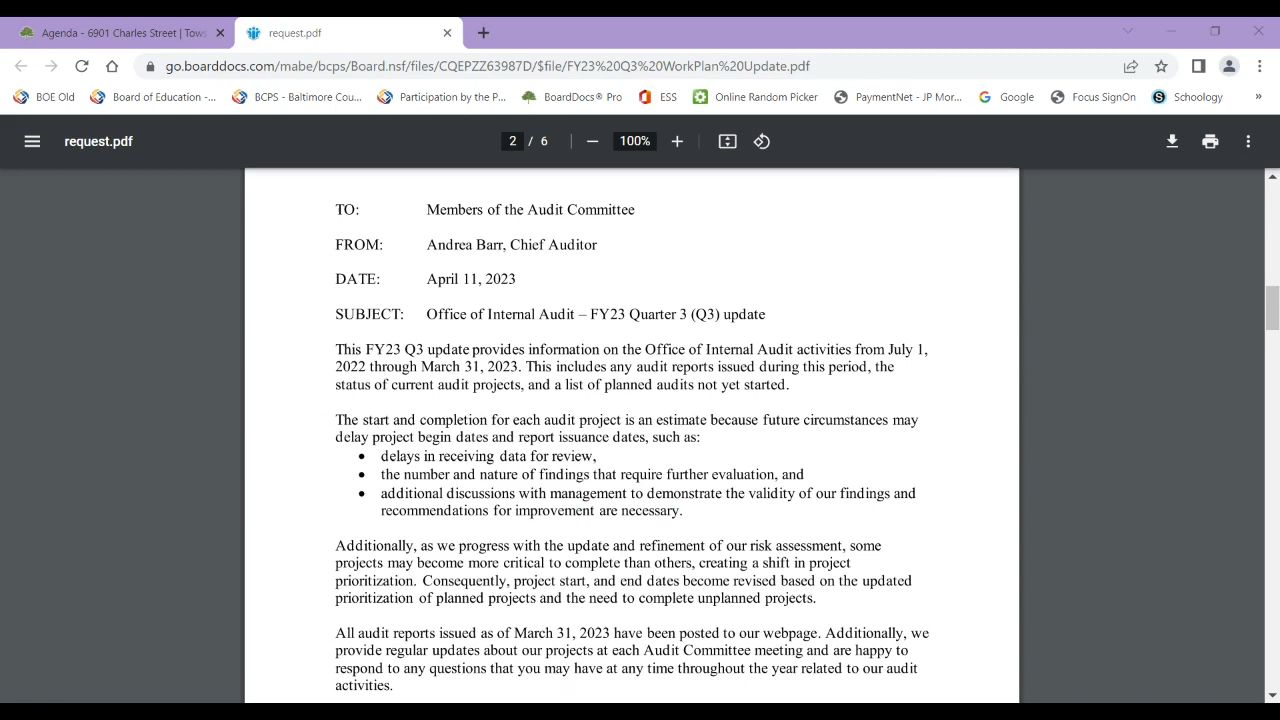 Agenda - 6901 Charles Street | Tows
request.pdf
go.boarddocs.com/mabe/bcps/Board.nsf/files/CQEPZZ63987D/$file/FY23%20Q3%20WorkPlan%20Update.pdf
BOE Old
Board of Education -...
BCPS - Baltimore Cou...
Participation by the P...
BoardDocs® Pro
ESS
Online Random Picker
PaymentNet - JP Mor...
Google
Focus SignOn
Schoology
»
request.pdf
2 / 6
100%
TO: Members of the Audit Committee
FROM: Andrea Barr, Chief Auditor
DATE: April 11, 2023
SUBJECT: Office of Internal Audit – FY23 Quarter 3 (Q3) update
This FY23 Q3 update provides information on the Office of Internal Audit activities from July 1,
2022 through March 31, 2023. This includes any audit reports issued during this period, the
status of current audit projects, and a list of planned audits not yet started.
The start and completion for each audit project is an estimate because future circumstances may
delay project begin dates and report issuance dates, such as:
• delays in receiving data for review,
• the number and nature of findings that require further evaluation, and
• additional discussions with management to demonstrate the validity of our findings and
recommendations for improvement are necessary.
Additionally, as we progress with the update and refinement of our risk assessment, some
projects may become more critical to complete than others, creating a shift in project
prioritization. Consequently, project start, and end dates become revised based on the updated
prioritization of planned projects and the need to complete unplanned projects.
All audit reports issued as of March 31, 2023 have been posted to our webpage. Additionally, we
provide regular updates about our projects at each Audit Committee meeting and are happy to
respond to any questions that you may have at any time throughout the year related to our audit
activities.